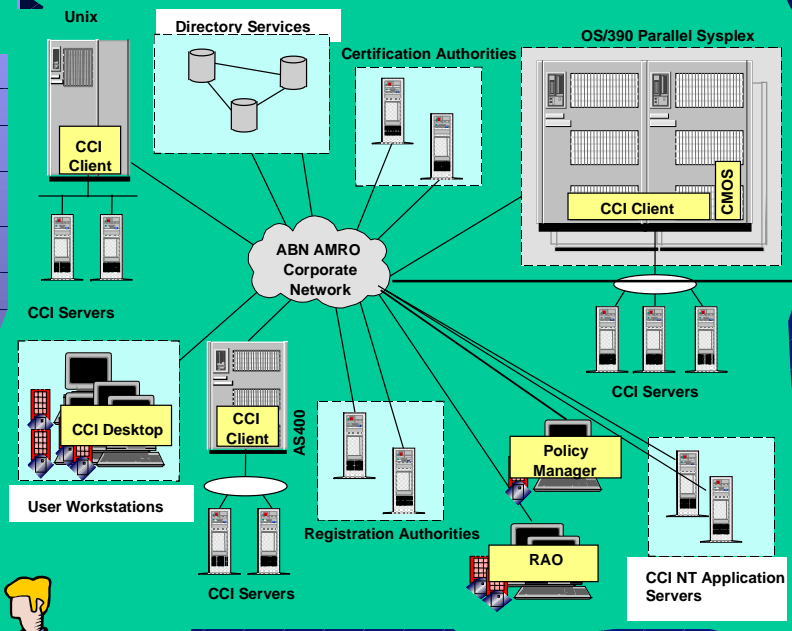 Unix
Directory Services
Certification Authorities
OS/390 Parallel Sysplex
CCI
Client
CCI Client
CMOS
ABN AMRO
Corporate
Network
CCI Servers
CCI Servers
CCI Desktop
User Workstations
CCI
Client
AS400
CCI Servers
Registration Authorities
Policy
Manager
RAO
CCI NT Application
Servers